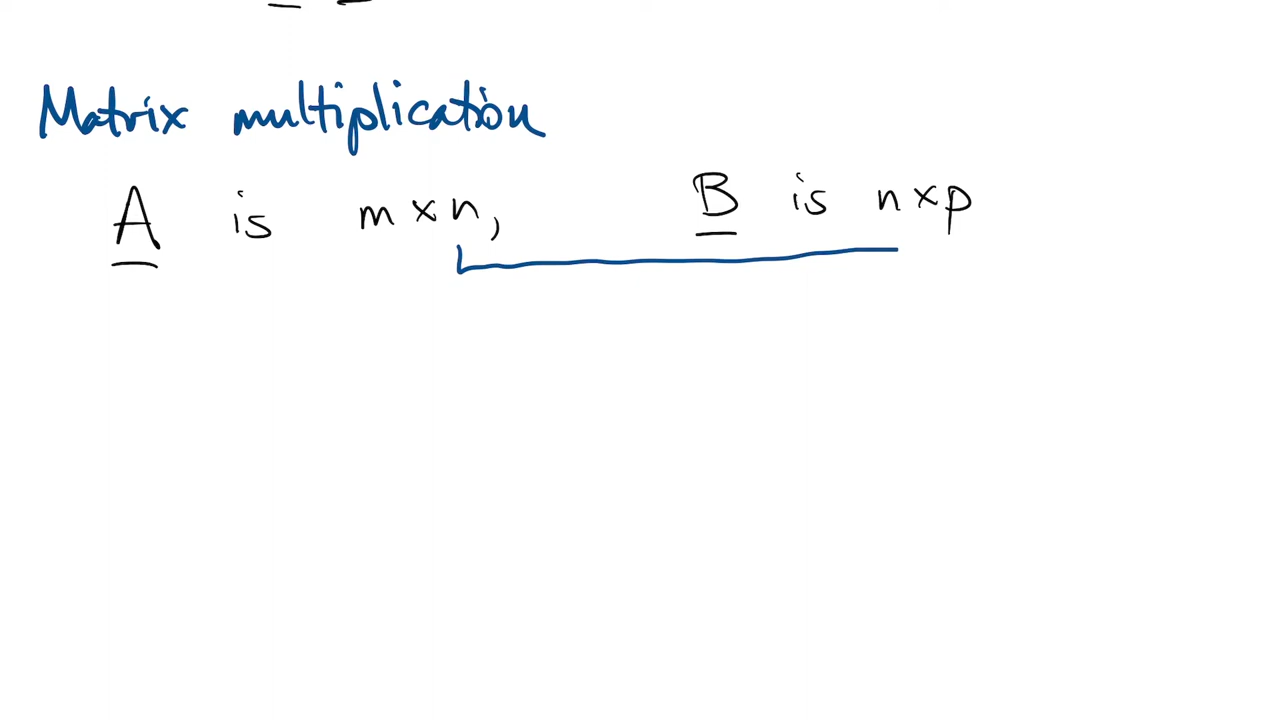 Matrix multiplication
A is m × n, B is n × p